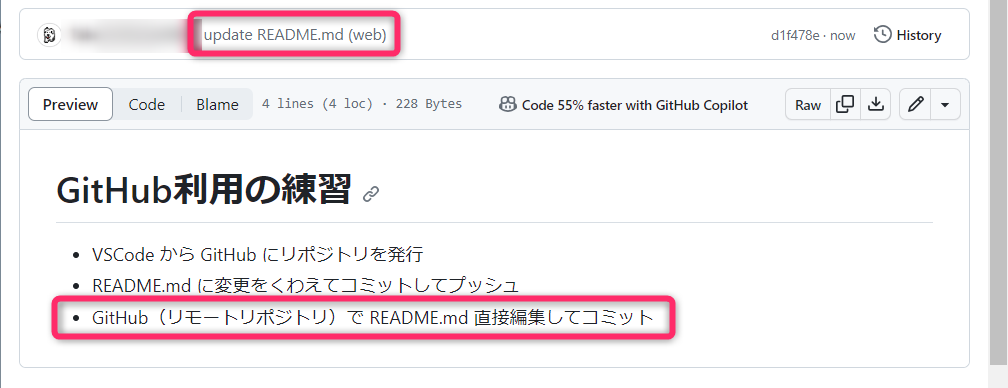 update README.md (web)
d1f478e · now History
Preview Code Blame 4 lines (4 loc) · 228 Bytes Code 55% faster with GitHub Copilot Raw
GitHub利用の練習
• VSCode から GitHub にリポジトリを発行
• README.md に変更をくわえてコミットしてプッシュ
• GitHub（リモートリポジトリ）で README.md 直接編集してコミット